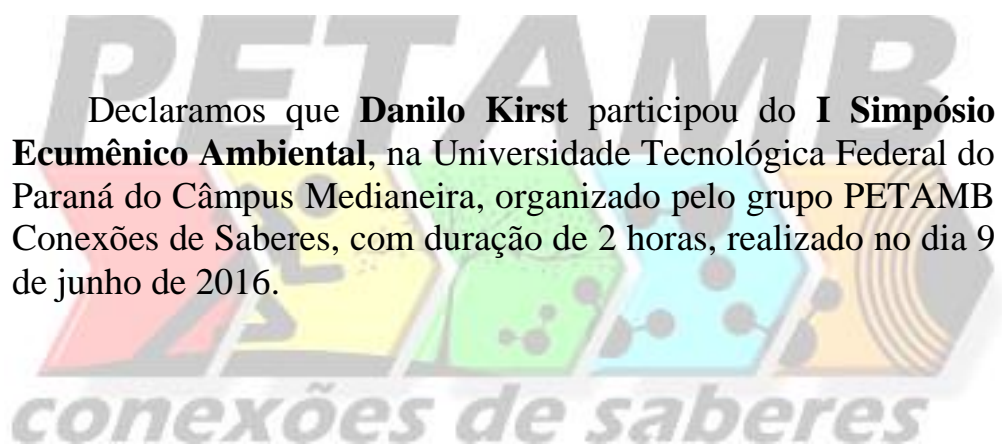 PETAMB
Declaramos que Danilo Kirst participou do I Simpósio
Ecumênico Ambiental, na Universidade Tecnológica Federal do
Paraná do Câmpus Medianeira, organizado pelo grupo PETAMB
Conexões de Saberes, com duração de 2 horas, realizado no dia 9
de junho de 2016.
conexões de saberes